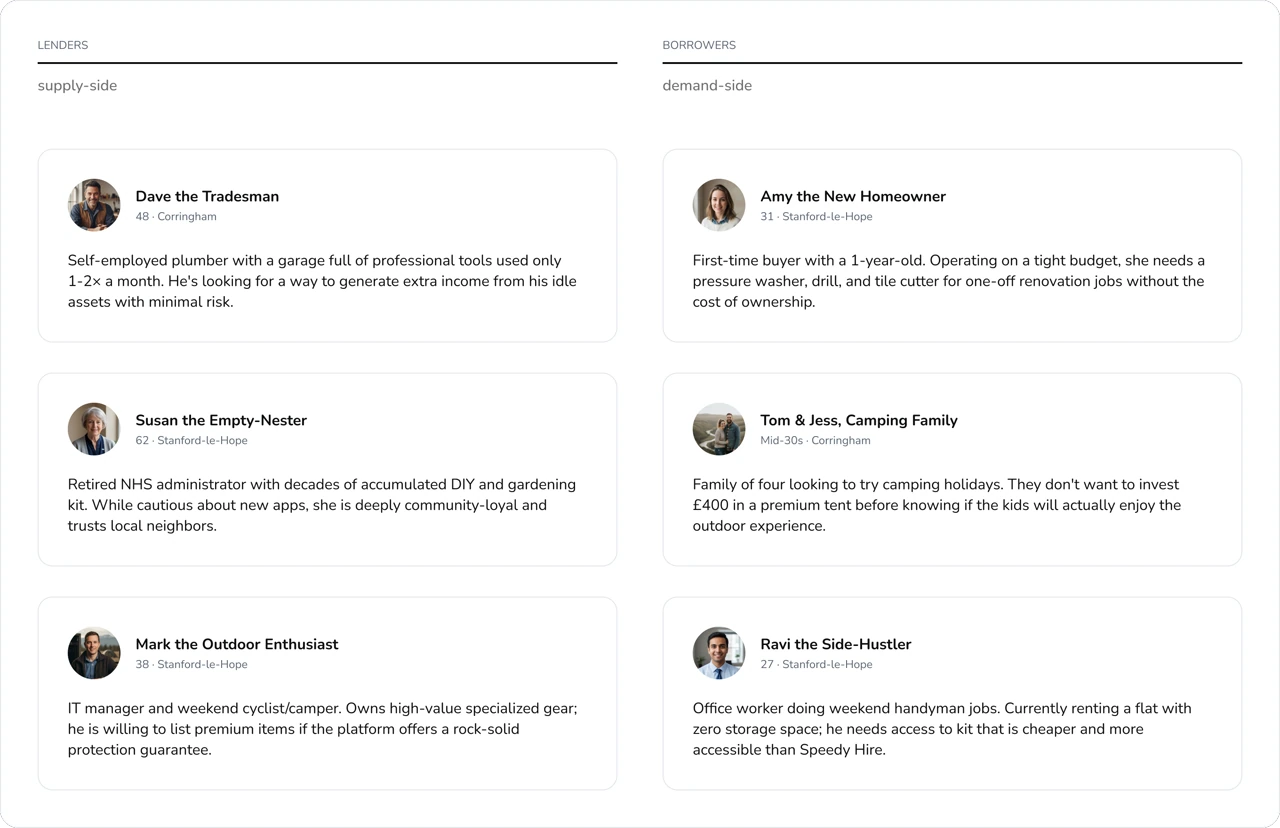 LENDERS
supply-side
Dave the Tradesman
48 · Corringham
Self-employed plumber with a garage full of professional tools used only
1-2× a month. He's looking for a way to generate extra income from his idle
assets with minimal risk.
Susan the Empty-Nester
62 · Stanford-le-Hope
Retired NHS administrator with decades of accumulated DIY and gardening
kit. While cautious about new apps, she is deeply community-loyal and
trusts local neighbors.
Mark the Outdoor Enthusiast
38 · Stanford-le-Hope
IT manager and weekend cyclist/camper. Owns high-value specialized gear;
he is willing to list premium items if the platform offers a rock-solid
protection guarantee.
BORROWERS
demand-side
Amy the New Homeowner
31 · Stanford-le-Hope
First-time buyer with a 1-year-old. Operating on a tight budget, she needs a
pressure washer, drill, and tile cutter for one-off renovation jobs without the
cost of ownership.
Tom & Jess, Camping Family
Mid-30s · Corringham
Family of four looking to try camping holidays. They don't want to invest
£400 in a premium tent before knowing if the kids will actually enjoy the
outdoor experience.
Ravi the Side-Hustler
27 · Stanford-le-Hope
Office worker doing weekend handyman jobs. Currently renting a flat with
zero storage space; he needs access to kit that is cheaper and more
accessible than Speedy Hire.